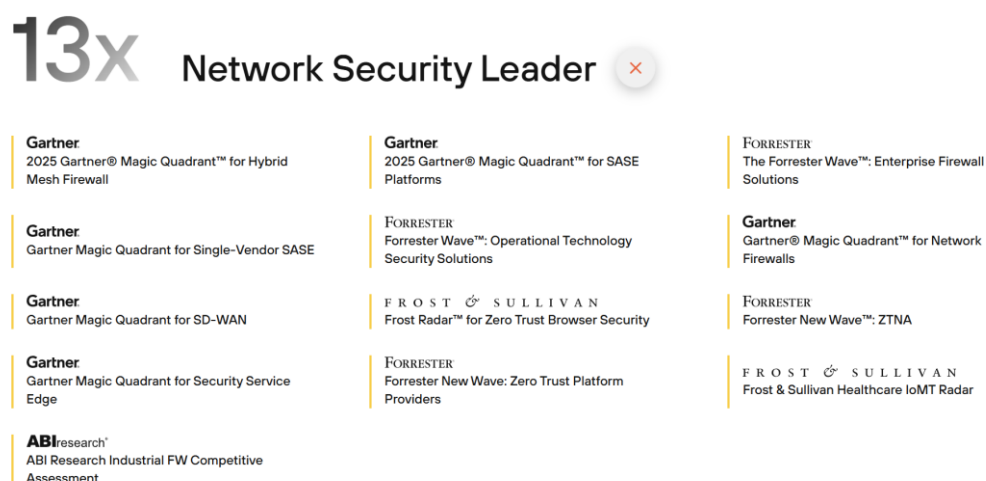 13x
Network Security Leader
Gartner
2025 Gartner® Magic Quadrant™ for Hybrid
Mesh Firewall
Gartner
2025 Gartner® Magic Quadrant™ for SASE
Platforms
FORRESTER
The Forrester Wave™: Enterprise Firewall
Solutions
Gartner
Gartner Magic Quadrant for Single-Vendor SASE
FORRESTER
Forrester Wave™: Operational Technology
Security Solutions
Gartner
Gartner® Magic Quadrant™ for Network
Firewalls
Gartner
Gartner Magic Quadrant for SD-WAN
FROST & SULLIVAN
Frost Radar™ for Zero Trust Browser Security
FORRESTER
Forrester New Wave™: ZTNA
Gartner
Gartner Magic Quadrant for Security Service
Edge
FORRESTER
Forrester New Wave: Zero Trust Platform
Providers
FROST & SULLIVAN
Frost & Sullivan Healthcare IoMT Radar
ABIresearch®
ABI Research Industrial FW Competitive
Assessment